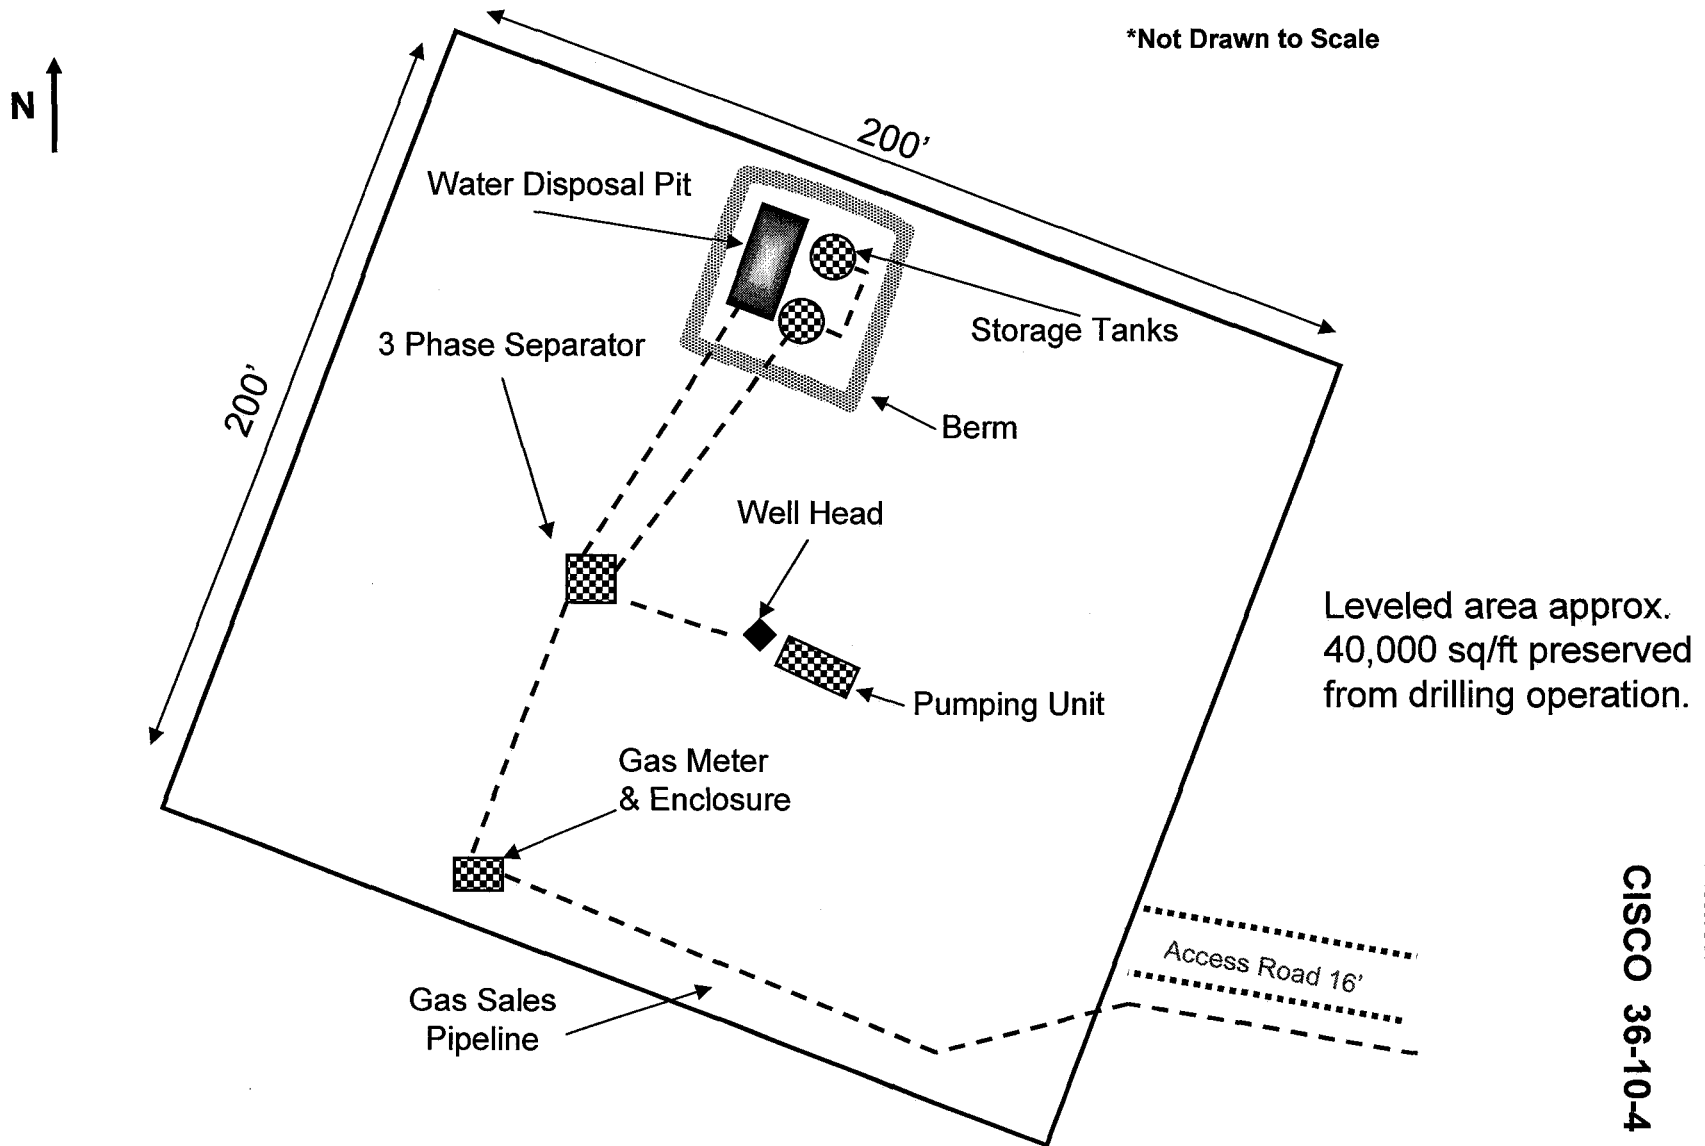 *Not Drawn to Scale
N
200’
Water Disposal Pit
3 Phase Separator
Storage Tanks
200’
Berm
Well Head
Leveled area approx.
40,000 sq/ft preserved
from drilling operation.
Pumping Unit
Gas Meter
& Enclosure
CISCO 36-10-4
Access Road 16’
Gas Sales
Pipeline